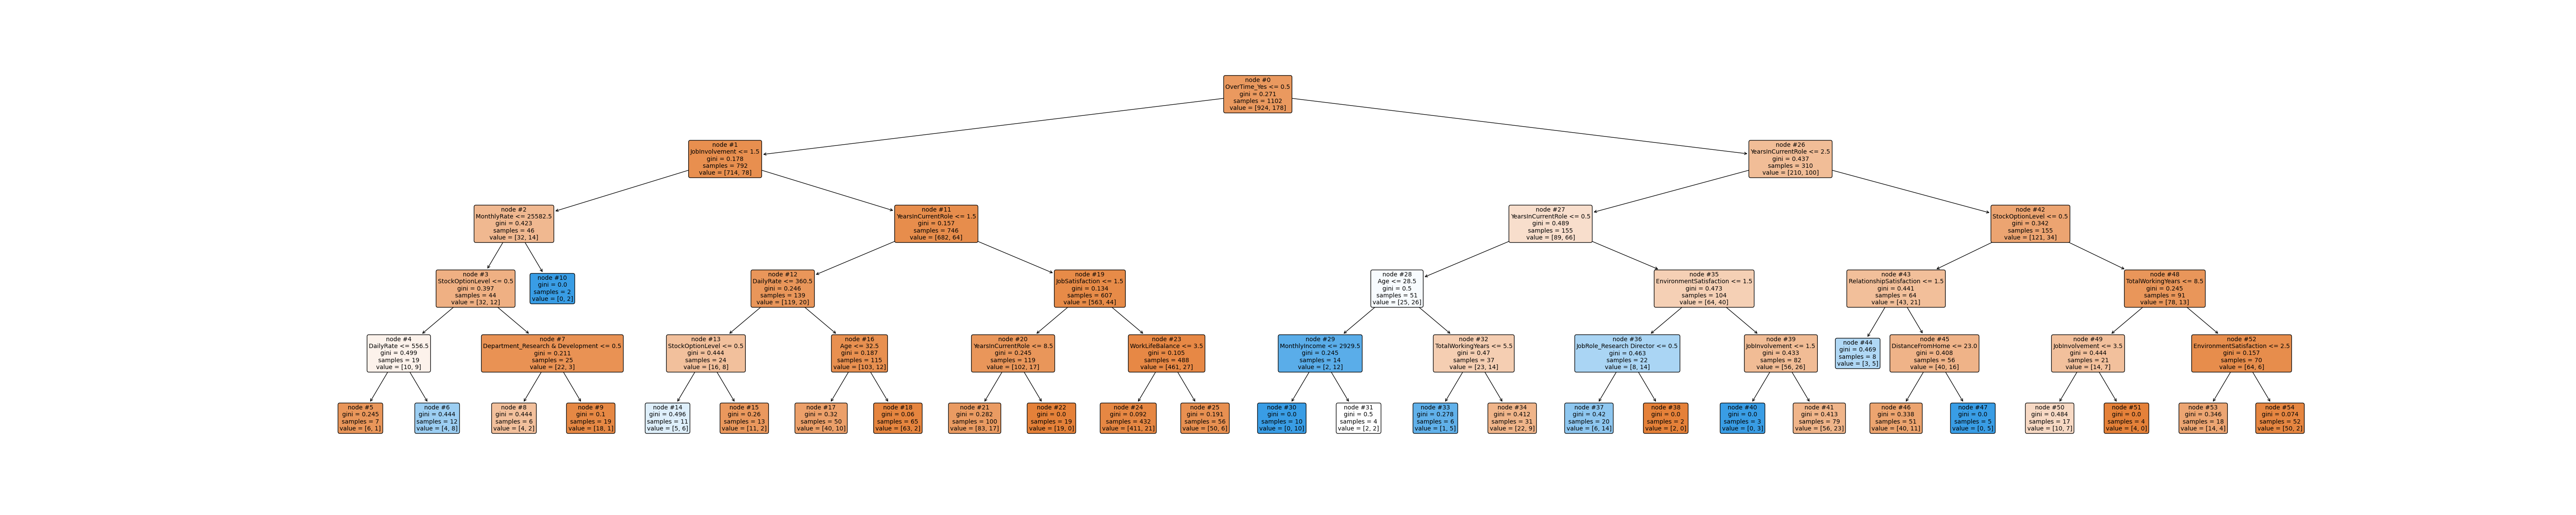 node #0
OverTime_Yes <= 0.5
gini = 0.271
samples = 1102
value = [924, 178]
node #1
JobInvolvement <= 1.5
gini = 0.178
samples = 792
value = [714, 78]
node #26
YearsInCurrentRole <= 2.5
gini = 0.437
samples = 310
value = [210, 100]
node #2
MonthlyRate <= 25582.5
gini = 0.423
samples = 46
value = [32, 14]
node #11
YearsInCurrentRole <= 1.5
gini = 0.157
samples = 746
value = [682, 64]
node #27
YearsInCurrentRole <= 0.5
gini = 0.489
samples = 155
value = [89, 66]
node #42
StockOptionLevel <= 0.5
gini = 0.342
samples = 155
value = [121, 34]
node #3
StockOptionLevel <= 0.5
gini = 0.397
samples = 44
value = [32, 12]
node #10
gini = 0.0
samples = 2
value = [0, 2]
node #12
DailyRate <= 360.5
gini = 0.246
samples = 139
value = [119, 20]
node #19
JobSatisfaction <= 1.5
gini = 0.134
samples = 607
value = [563, 44]
node #28
Age <= 28.5
gini = 0.5
samples = 51
value = [25, 26]
node #35
EnvironmentSatisfaction <= 1.5
gini = 0.473
samples = 104
value = [64, 40]
node #43
RelationshipSatisfaction <= 1.5
gini = 0.441
samples = 64
value = [43, 21]
node #48
TotalWorkingYears <= 8.5
gini = 0.245
samples = 91
value = [78, 13]
node #4
DailyRate <= 556.5
gini = 0.499
samples = 19
value = [10, 9]
node #7
Department_Research & Development <= 0.5
gini = 0.211
samples = 25
value = [22, 3]
node #13
StockOptionLevel <= 0.5
gini = 0.444
samples = 24
value = [16, 8]
node #16
Age <= 32.5
gini = 0.187
samples = 115
value = [103, 12]
node #20
YearsInCurrentRole <= 8.5
gini = 0.245
samples = 119
value = [102, 17]
node #23
WorkLifeBalance <= 3.5
gini = 0.105
samples = 488
value = [461, 27]
node #29
MonthlyIncome <= 2929.5
gini = 0.245
samples = 14
value = [2, 12]
node #32
TotalWorkingYears <= 5.5
gini = 0.47
samples = 37
value = [23, 14]
node #36
JobRole_Research Director <= 0.5
gini = 0.463
samples = 22
value = [8, 14]
node #39
JobInvolvement <= 1.5
gini = 0.433
samples = 82
value = [56, 26]
node #44
gini = 0.469
samples = 8
value = [3, 5]
node #45
DistanceFromHome <= 23.0
gini = 0.408
samples = 56
value = [40, 16]
node #49
JobInvolvement <= 3.5
gini = 0.444
samples = 21
value = [14, 7]
node #52
EnvironmentSatisfaction <= 2.5
gini = 0.157
samples = 70
value = [64, 6]
node #5
gini = 0.245
samples = 7
value = [6, 1]
node #6
gini = 0.444
samples = 12
value = [4, 8]
node #8
gini = 0.444
samples = 6
value = [4, 2]
node #9
gini = 0.1
samples = 19
value = [18, 1]
node #14
gini = 0.496
samples = 11
value = [5, 6]
node #15
gini = 0.26
samples = 13
value = [11, 2]
node #17
gini = 0.32
samples = 50
value = [40, 10]
node #18
gini = 0.06
samples = 65
value = [63, 2]
node #21
gini = 0.282
samples = 100
value = [83, 17]
node #22
gini = 0.0
samples = 19
value = [19, 0]
node #24
gini = 0.092
samples = 432
value = [411, 21]
node #25
gini = 0.191
samples = 56
value = [50, 6]
node #30
gini = 0.0
samples = 10
value = [0, 10]
node #31
gini = 0.5
samples = 4
value = [2, 2]
node #33
gini = 0.278
samples = 6
value = [1, 5]
node #34
gini = 0.412
samples = 31
value = [22, 9]
node #37
gini = 0.42
samples = 20
value = [6, 14]
node #38
gini = 0.0
samples = 2
value = [2, 0]
node #40
gini = 0.0
samples = 3
value = [0, 3]
node #41
gini = 0.413
samples = 79
value = [56, 23]
node #46
gini = 0.338
samples = 51
value = [40, 11]
node #47
gini = 0.0
samples = 5
value = [0, 5]
node #50
gini = 0.484
samples = 17
value = [10, 7]
node #51
gini = 0.0
samples = 4
value = [4, 0]
node #53
gini = 0.346
samples = 18
value = [14, 4]
node #54
gini = 0.074
samples = 52
value = [50, 2]